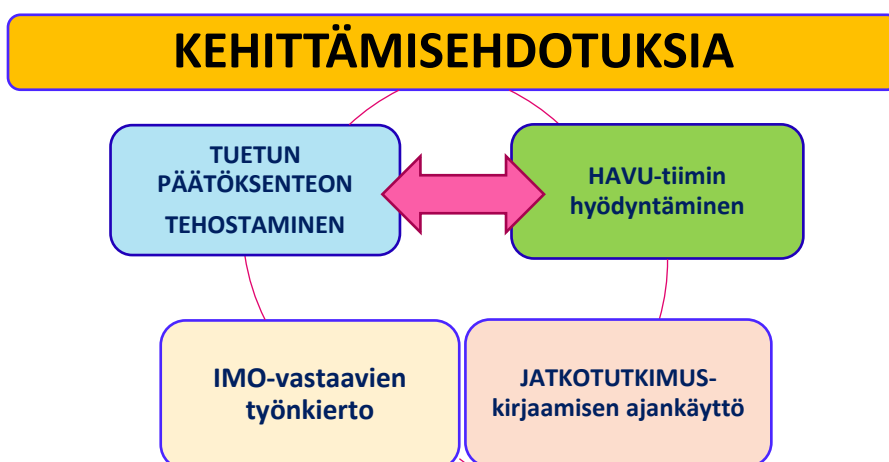 KEHITTÄMISEHDOTUKSIA
TUETUN
PÄÄTÖKSENTEON
TEHOSTAMINEN
HAVU-tiimin
hyödyntäminen
IMO-vastaavien
työnkierto
JATKOTUTKIMUS-
kirjaamisen ajankäyttö